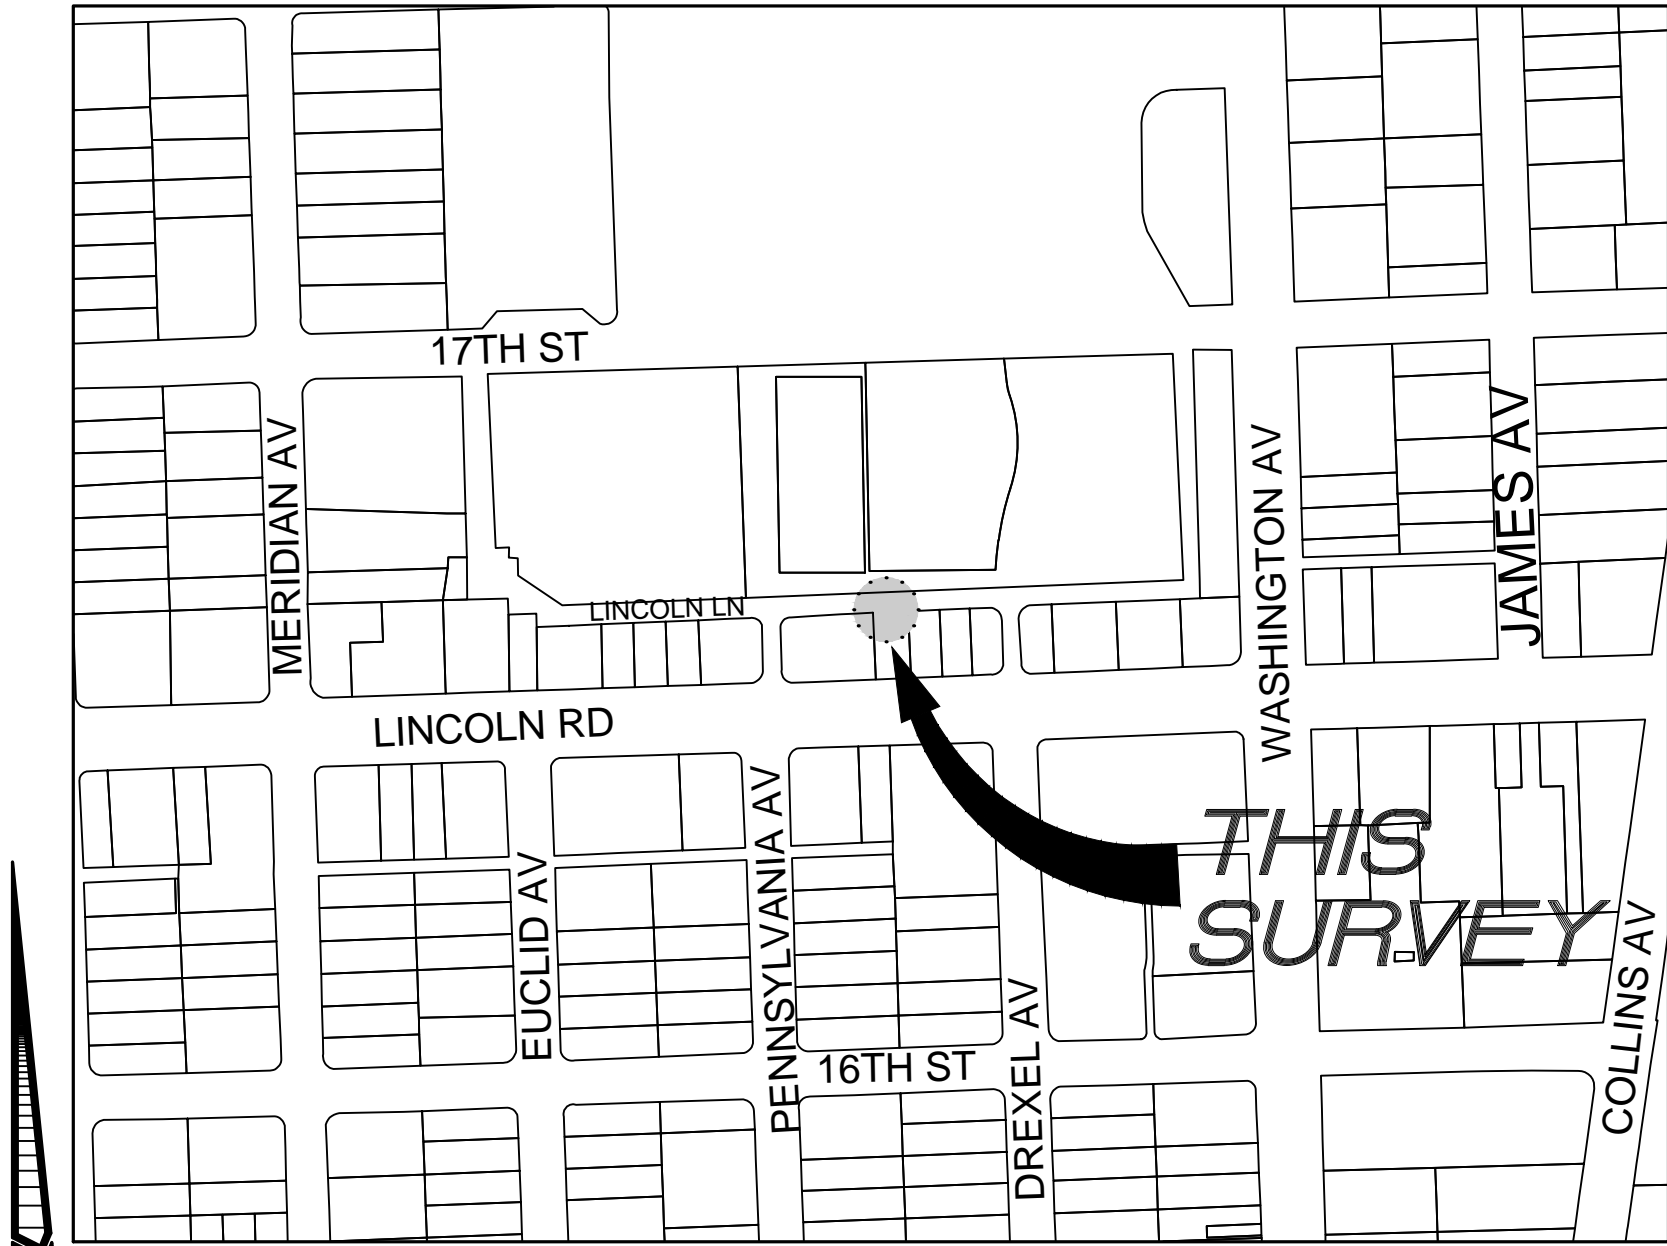 17TH ST
MERIDIAN AV
WASHINGTON AV
JAMES AV
LINCOLN LN
LINCOLN RD
THIS
SURVEY
EUCLID AV
PENNSYLVANIA AV
DREXEL AV
COLLINS AV
16TH ST